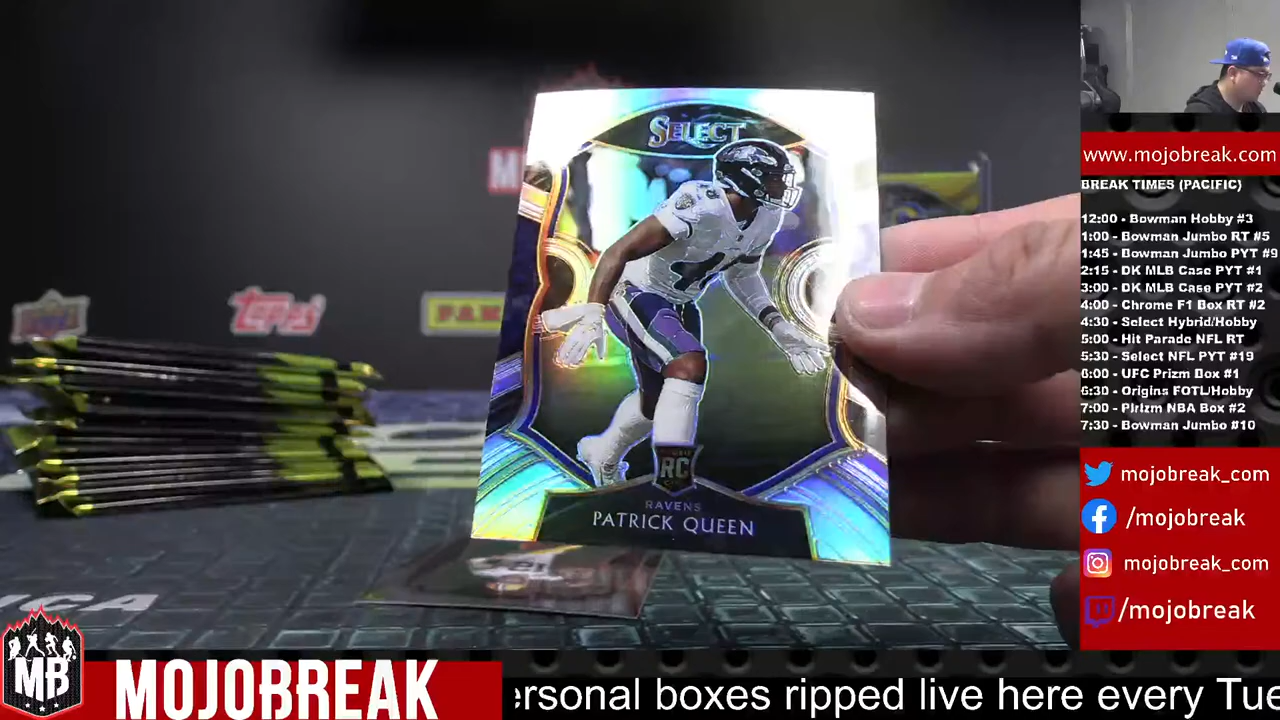 SELECT
RC
RAVENS
PATRICK QUEEN
TOPPS
MB
MOJOBREAK
ersonal boxes ripped live here every Tue
www.mojobreak.com
BREAK TIMES (PACIFIC)
12:00 - Bowman Hobby #3
1:00 - Bowman Jumbo RT #5
1:45 - Bowman Jumbo PYT #9
2:15 - DK MLB Case PYT #1
3:00 - DK MLB Case PYT #2
4:00 - Chrome F1 Box RT #2
4:30 - Select Hybrid/Hobby
5:00 - Hit Parade NFL RT
5:30 - Select NFL PYT #19
6:00 - UFC Prizm Box #1
6:30 - Origins FOTL/Hobby
7:00 - Pirizm NBA Box #2
7:30 - Bowman Jumbo #10
mojobreak_com
/mojobreak
mojobreak_com
/mojobreak